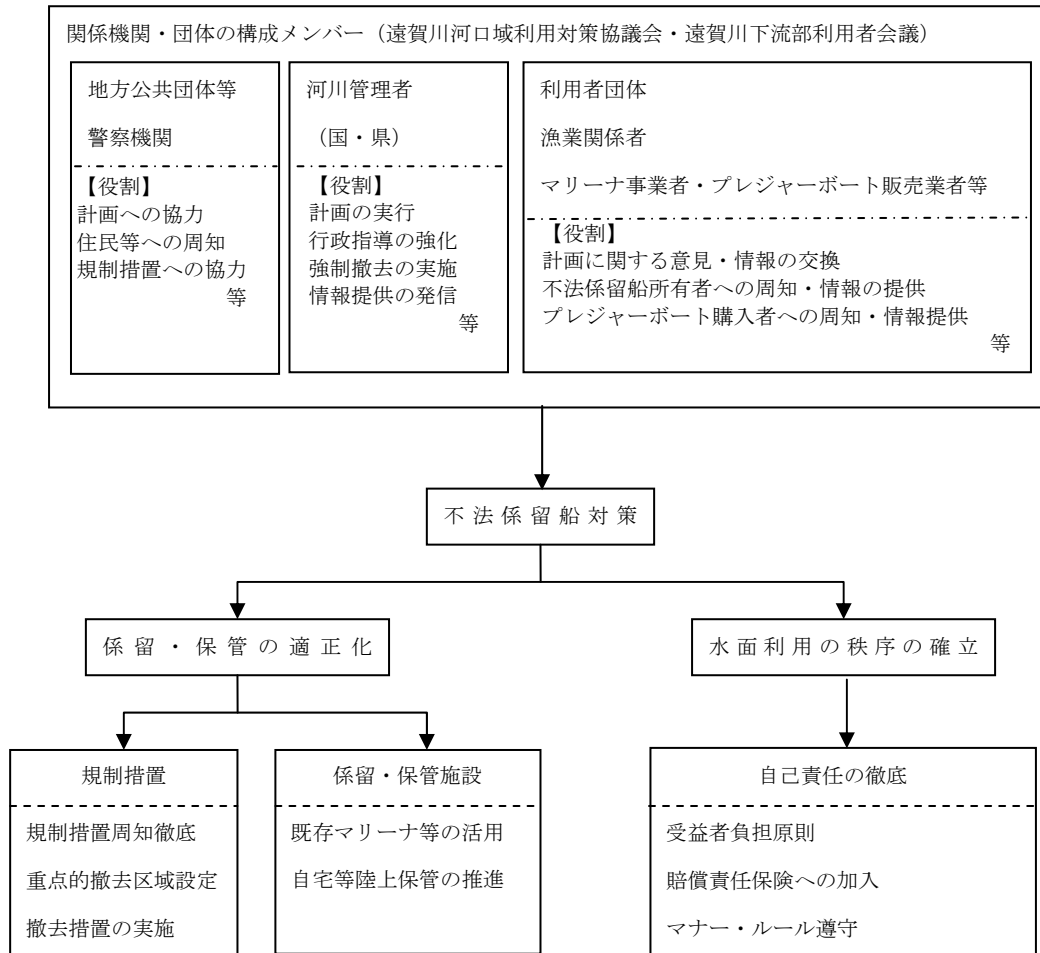 関係機関・団体の構成メンバー（遠賀川河口域利用対策協議会・遠賀川下流部利用者会議）
地方公共団体等
警察機関
【役割】
計画への協力
住民等への周知
規制措置への協力
等
河川管理者
（国・県）
【役割】
計画の実行
行政指導の強化
強制撤去の実施
情報提供の発信
等
利用者団体
漁業関係者
マリーナ事業者・プレジャーボート販売業者等
【役割】
計画に関する意見・情報の交換
不法係留船所有者への周知・情報の提供
プレジャーボート購入者への周知・情報提供
等
不法係留船対策
係留・保管の適正化
水面利用の秩序の確立
規制措置
規制措置周知徹底
重点的撤去区域設定
撤去措置の実施
係留・保管施設
既存マリーナ等の活用
自宅等陸上保管の推進
自己責任の徹底
受益者負担原則
賠償責任保険への加入
マナー・ルール遵守